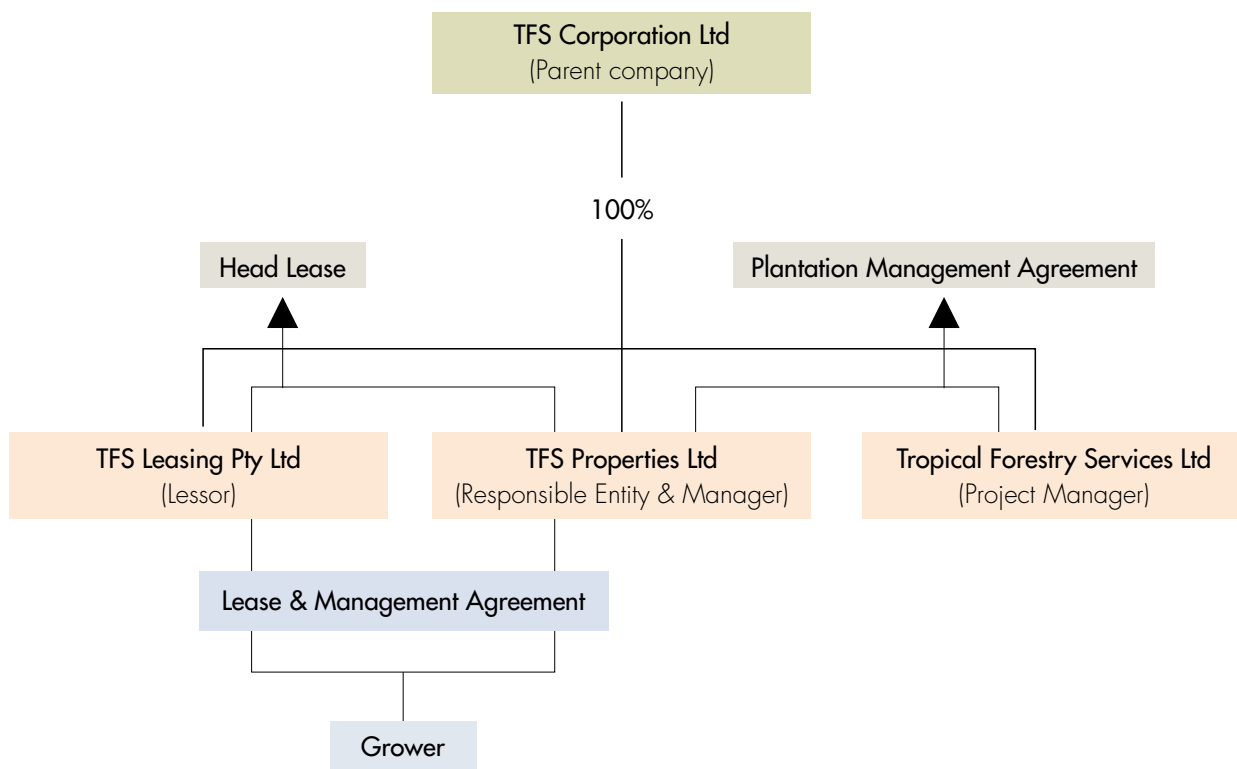 TFS Corporation Ltd
(Parent company)
100%
Head Lease
Plantation Management Agreement
TFS Leasing Pty Ltd
(Lessor)
TFS Properties Ltd
(Responsible Entity & Manager)
Tropical Forestry Services Ltd
(Project Manager)
Lease & Management Agreement
Grower